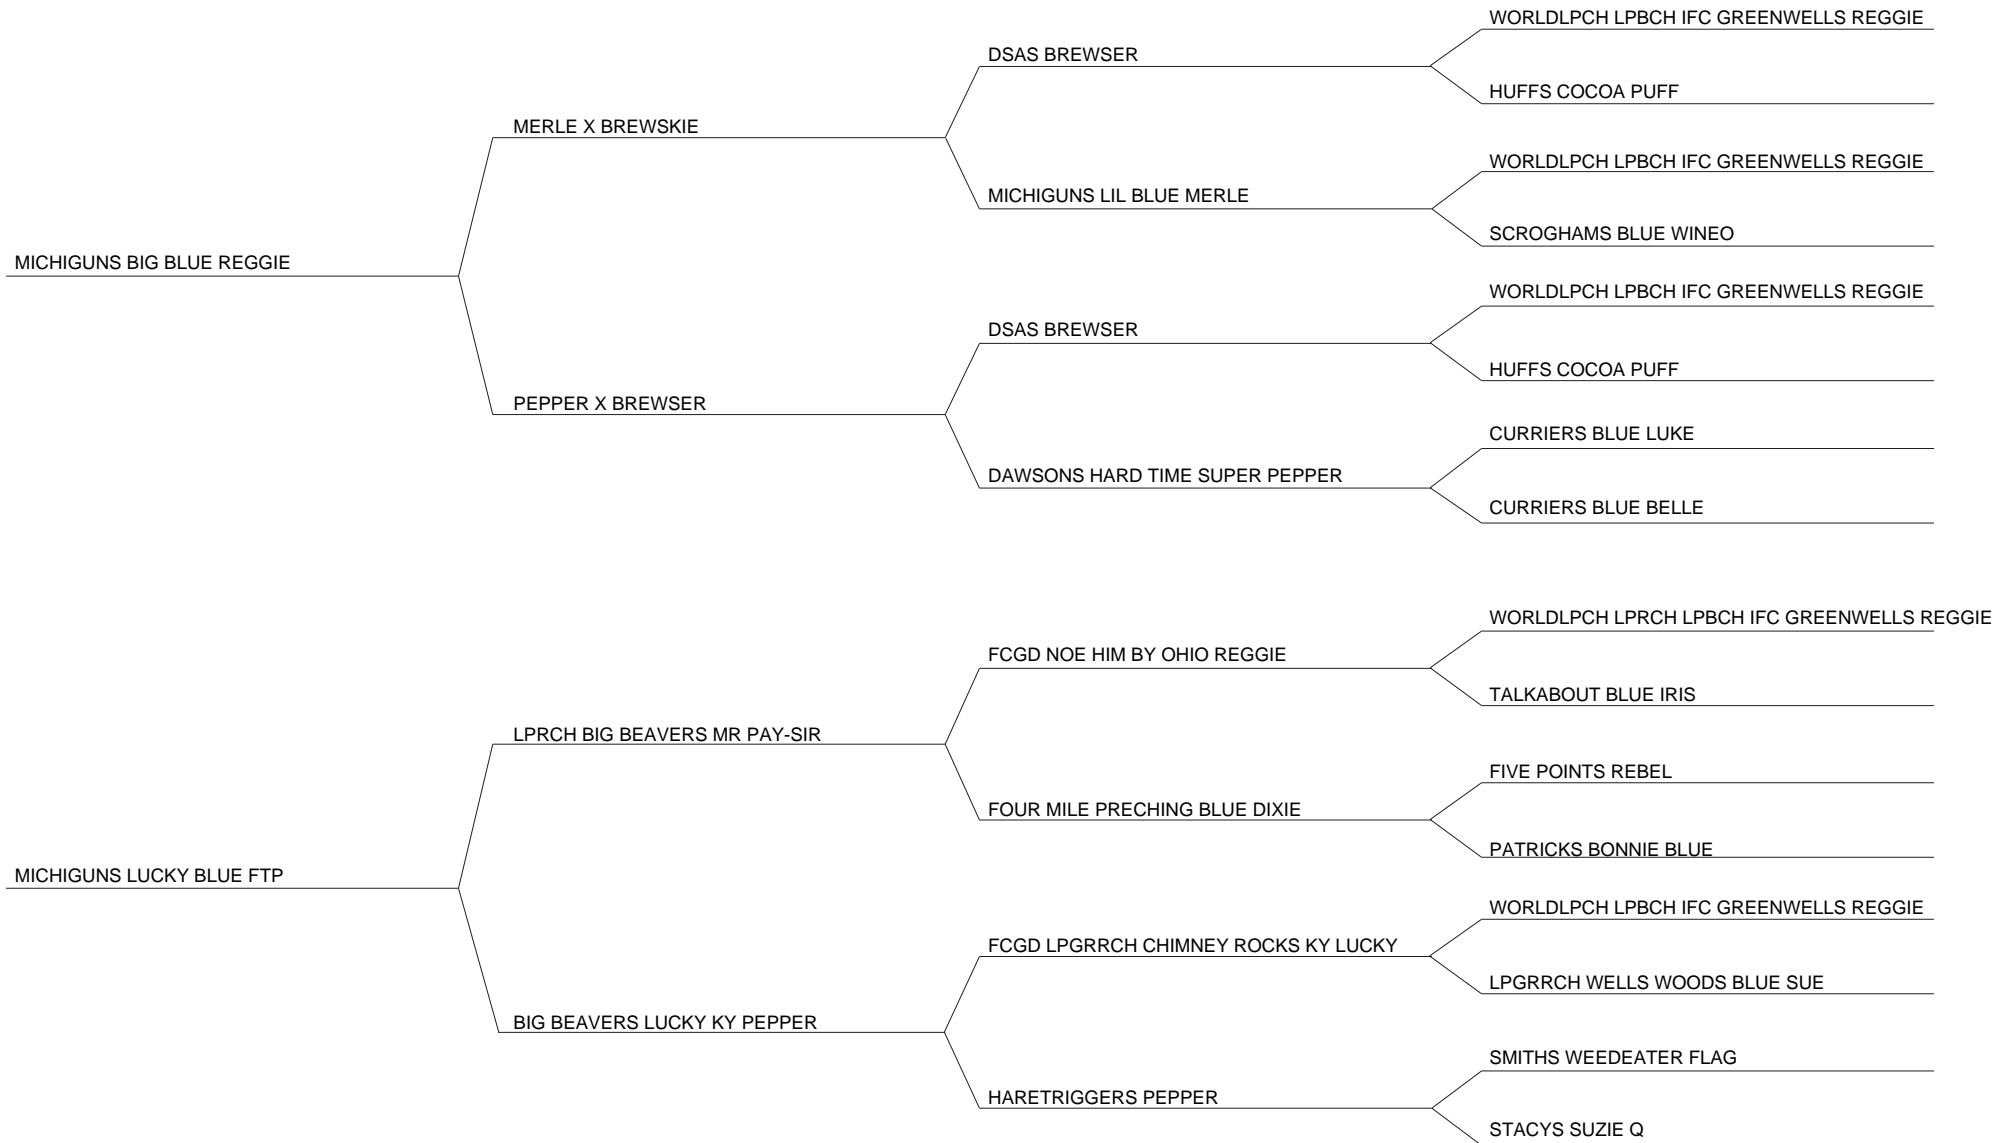 WORLDLPCH LPBCH IFC GREENWELLS REGGIE
DSAS BREWSER
HUFFS COCOA PUFF
MERLE X BREWSKIE
WORLDLPCH LPBCH IFC GREENWELLS REGGIE
MICHIGUNS LIL BLUE MERLE
SCROGHAMS BLUE WINEO
MICHIGUNS BIG BLUE REGGIE
WORLDLPCH LPBCH IFC GREENWELLS REGGIE
DSAS BREWSER
HUFFS COCOA PUFF
PEPPER X BREWSER
CURRIERS BLUE LUKE
DAWSONS HARD TIME SUPER PEPPER
CURRIERS BLUE BELLE
WORLDLPCH LPRCH LPBCH IFC GREENWELLS REGGIE
FCGD NOE HIM BY OHIO REGGIE
TALKABOUT BLUE IRIS
LPRCH BIG BEAVERS MR PAY-SIR
FIVE POINTS REBEL
FOUR MILE PRECHING BLUE DIXIE
PATRICKS BONNIE BLUE
MICHIGUNS LUCKY BLUE FTP
WORLDLPCH LPBCH IFC GREENWELLS REGGIE
FCGD LPGRRCH CHIMNEY ROCKS KY LUCKY
LPGRRCH WELLS WOODS BLUE SUE
BIG BEAVERS LUCKY KY PEPPER
SMITHS WEEDEATER FLAG
HARETRIGGERS PEPPER
STACYS SUZIE Q